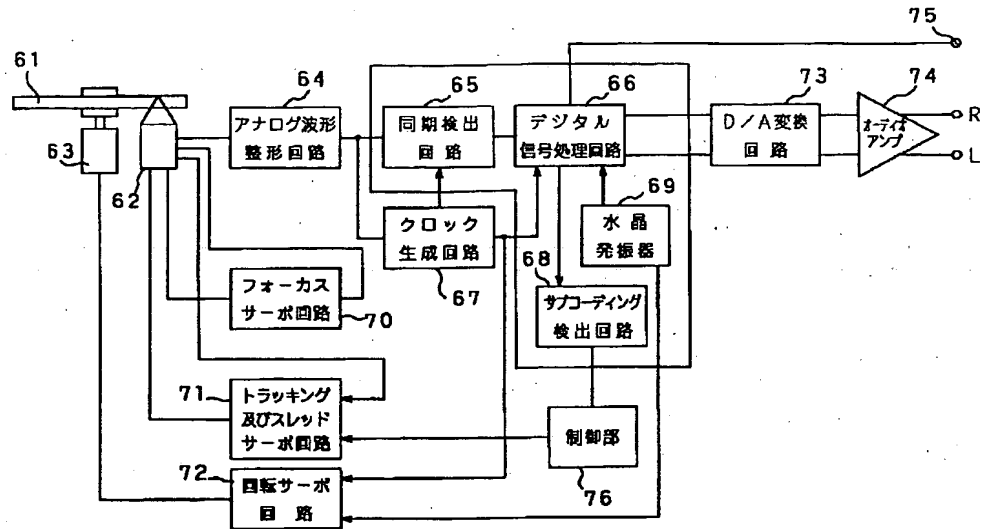 75
61
64
65
66
73
74
アナログ波形
整形回路
同期検出
回路
デジタル
信号処理回路
D/A変換
回路
オーディオ
アンプ
R
L
63
62
69
クロック
生成回路
水晶
発振器
67
68
サブコーディング
検出回路
フォーカス
サーボ回路
70
71
トラッキング
及びスレッド
サーボ回路
制御部
76
72
回転サーボ
回路